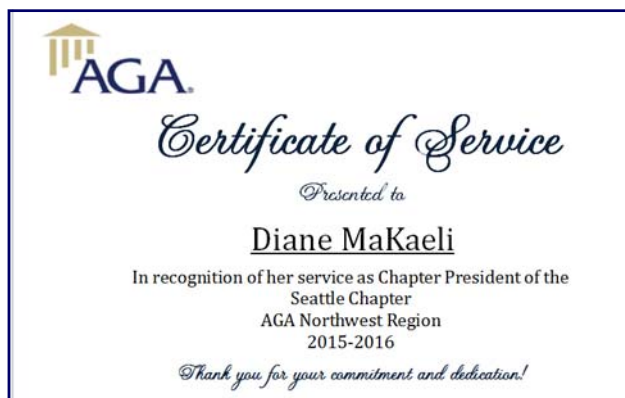 AGA.
Certificate of Service
Presented to
Diane MaKaeli
In recognition of her service as Chapter President of the
Seattle Chapter
AGA Northwest Region
2015-2016
Thank you for your commitment and dedication!